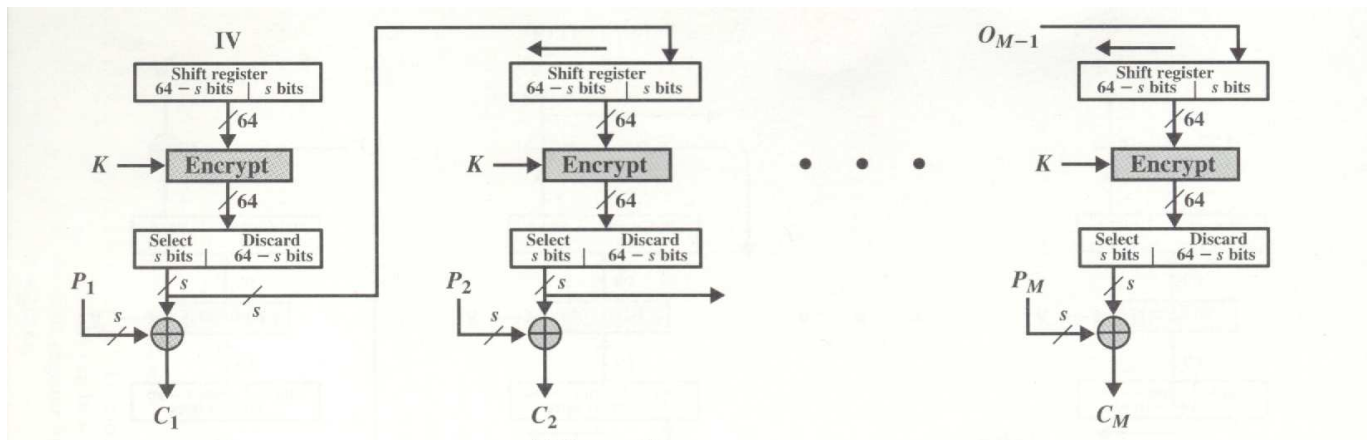 IV
Shift register
64 – s bits | s bits
64
K
Encrypt
64
Select Discard
s bits | 64 – s bits
P1
s
s
s
C1
Shift register
64 – s bits | s bits
64
K
Encrypt
64
Select Discard
s bits | 64 – s bits
P2
s
s
C2
• • •
OM–1
Shift register
64 – s bits | s bits
64
K
Encrypt
64
Select Discard
s bits | 64 – s bits
PM
s
s
CM